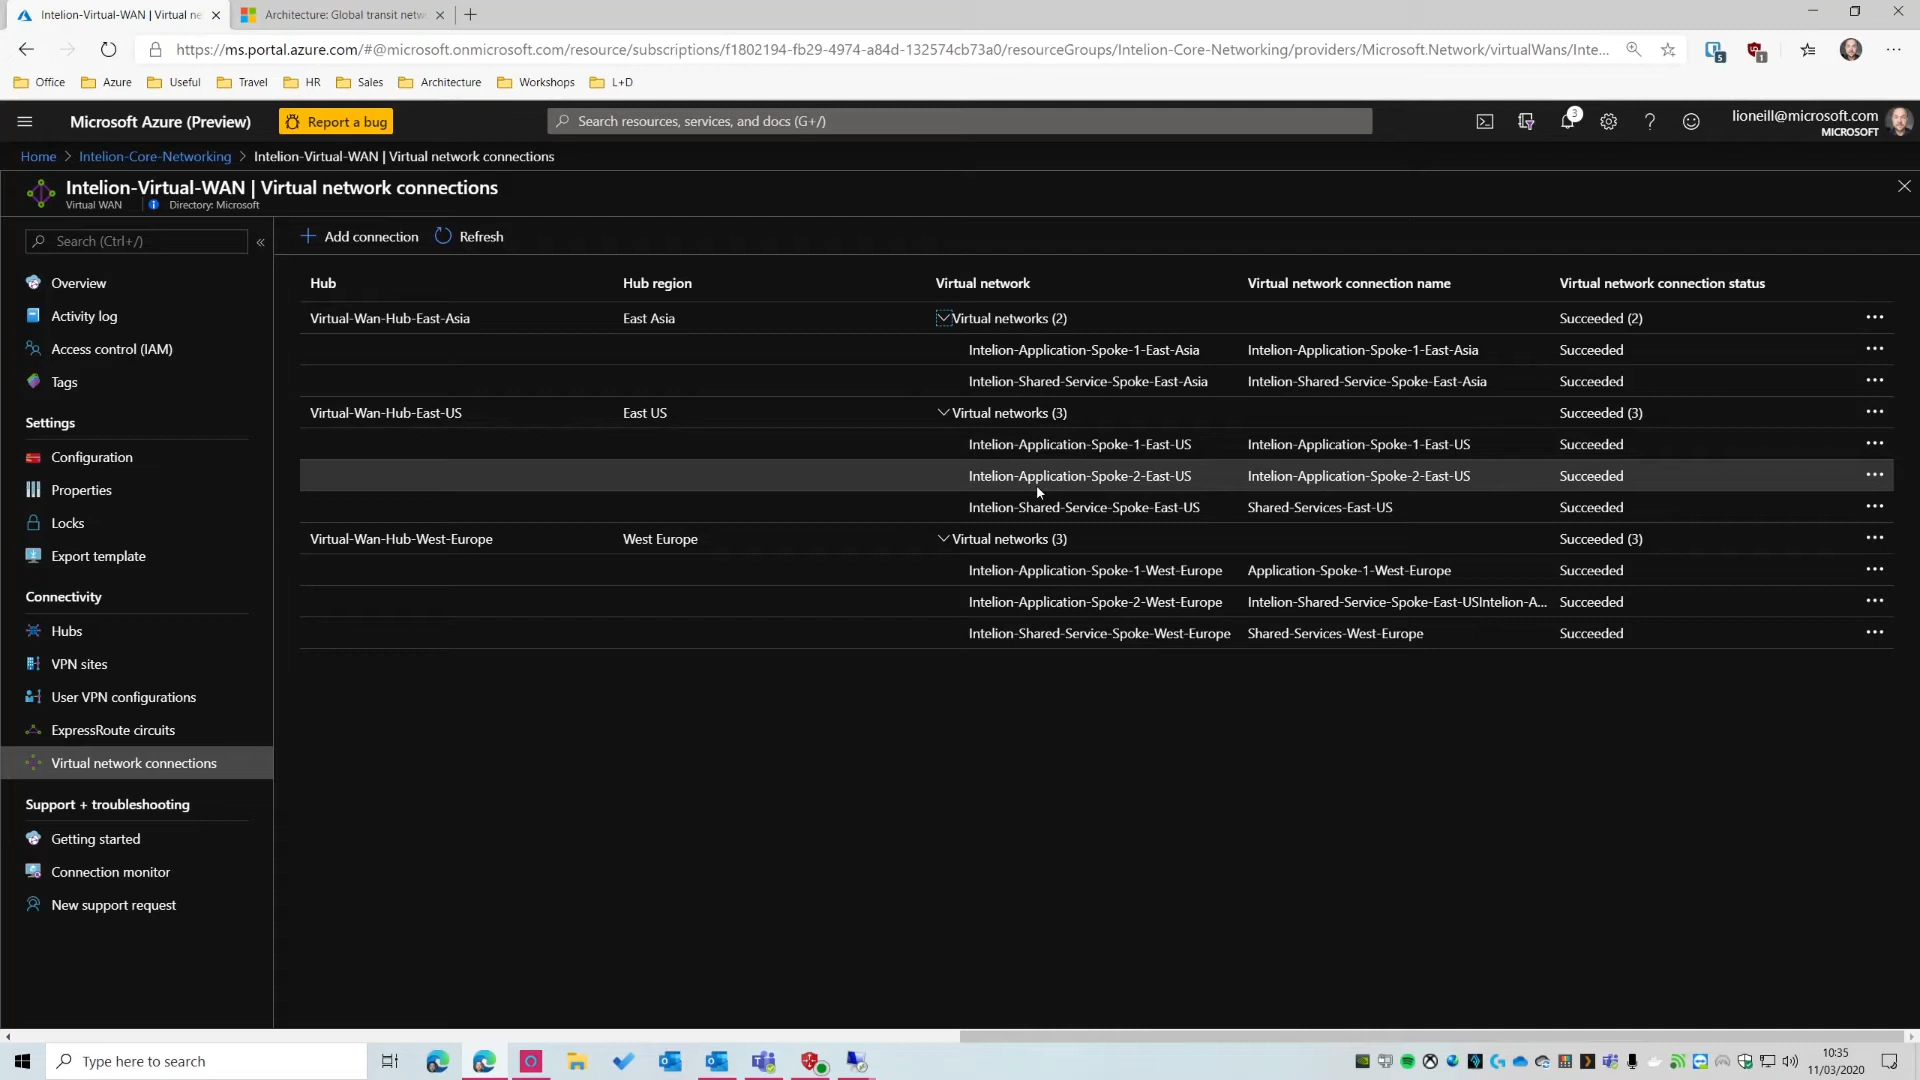 Intelion-Virtual-WAN | Virtual ne
Architecture: Global transit netw
https://ms.portal.azure.com/#@microsoft.onmicrosoft.com/resource/subscriptions/f1802194-fb29-4974-a84d-132574cb73a0/resourceGroups/Intelion-Core-Networking/providers/Microsoft.Network/virtualWans/Inte...
5
1
Office Azure Useful Travel HR Sales Architecture Workshops L+D
Microsoft Azure (Preview)
Report a bug
Search resources, services, and docs (G+/)
3
lioneill@microsoft.com
MICROSOFT
Home > Intelion-Core-Networking > Intelion-Virtual-WAN | Virtual network connections
Intelion-Virtual-WAN | Virtual network connections
Virtual WAN Directory: Microsoft
Search (Ctrl+/)
Overview
Activity log
Access control (IAM)
Tags
Settings
Configuration
Properties
Locks
Export template
Connectivity
Hubs
VPN sites
User VPN configurations
ExpressRoute circuits
Virtual network connections
Support + troubleshooting
Getting started
Connection monitor
New support request
Add connection Refresh
Hub Hub region Virtual network Virtual network connection name Virtual network connection status
Virtual-Wan-Hub-East-Asia East Asia Virtual networks (2) Succeeded (2)
Intelion-Application-Spoke-1-East-Asia Intelion-Application-Spoke-1-East-Asia Succeeded
Intelion-Shared-Service-Spoke-East-Asia Intelion-Shared-Service-Spoke-East-Asia Succeeded
Virtual-Wan-Hub-East-US East US Virtual networks (3) Succeeded (3)
Intelion-Application-Spoke-1-East-US Intelion-Application-Spoke-1-East-US Succeeded
Intelion-Application-Spoke-2-East-US Intelion-Application-Spoke-2-East-US Succeeded
Intelion-Shared-Service-Spoke-East-US Shared-Services-East-US Succeeded
Virtual-Wan-Hub-West-Europe West Europe Virtual networks (3) Succeeded (3)
Intelion-Application-Spoke-1-West-Europe Application-Spoke-1-West-Europe Succeeded
Intelion-Application-Spoke-2-West-Europe Intelion-Shared-Service-Spoke-East-USIntelion-A... Succeeded
Intelion-Shared-Service-Spoke-West-Europe Shared-Services-West-Europe Succeeded
Type here to search
10:35
11/03/2020